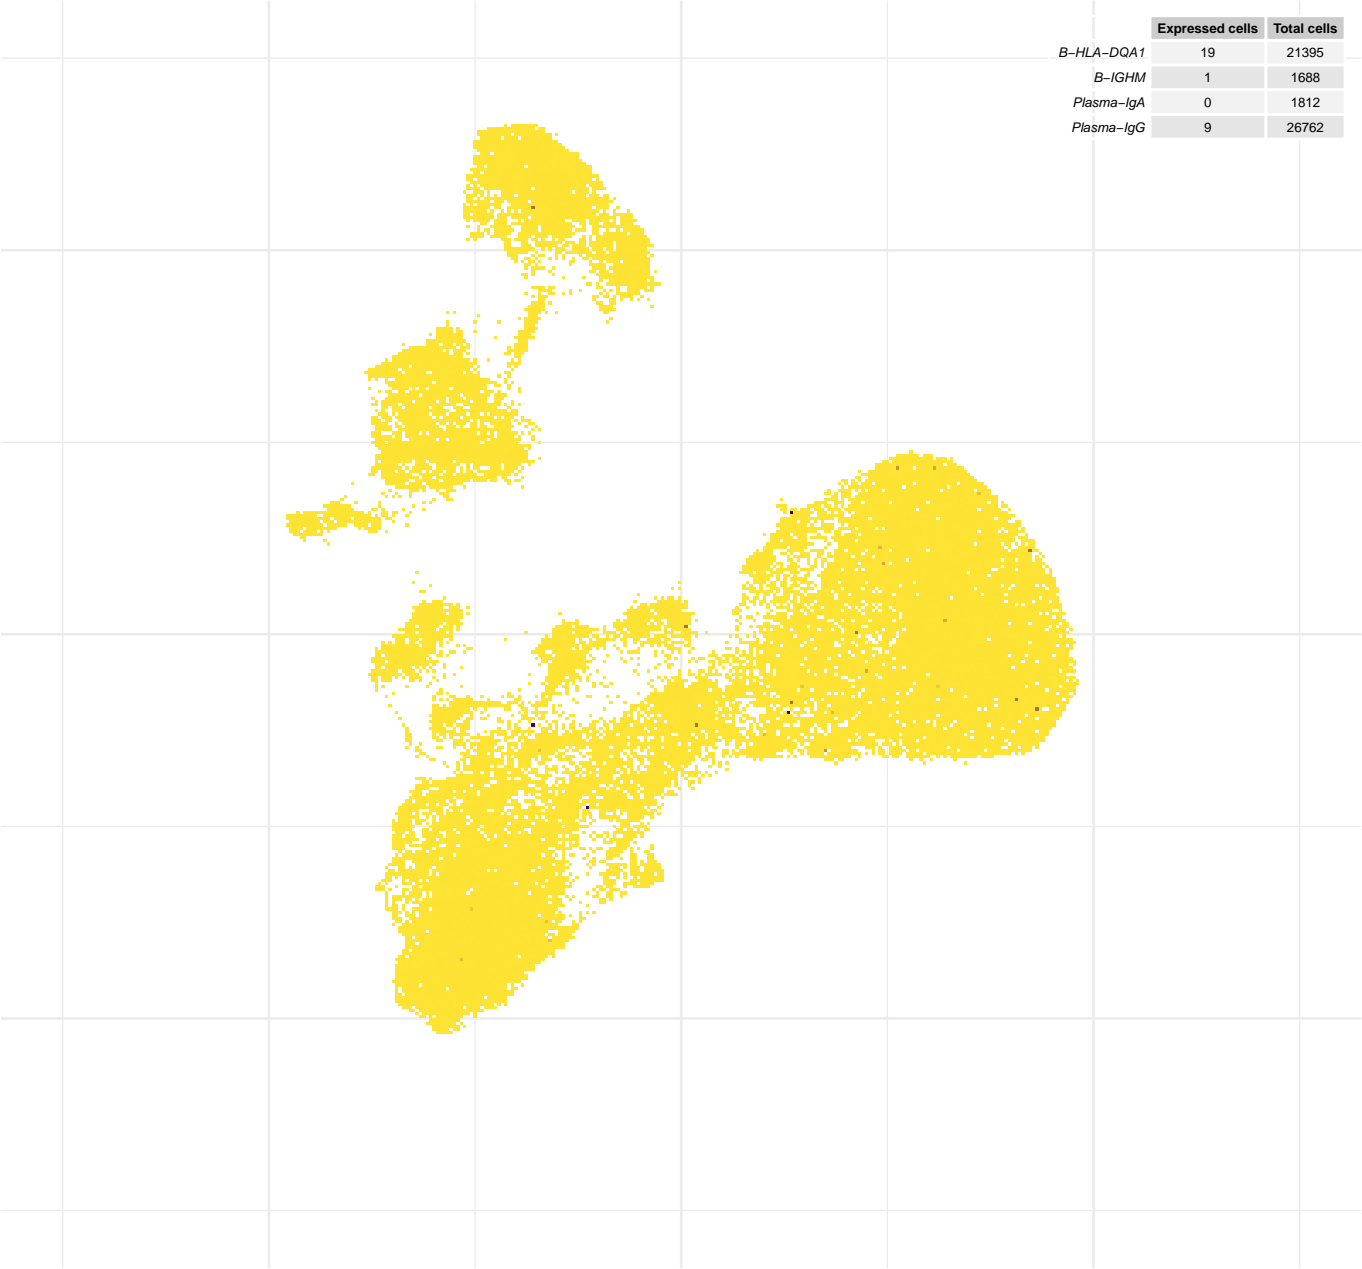 Expressed cells Total cells
B−HLA−DQA1 19 21395
B−IGHM 1 1688
Plasma−IgA 0 1812
Plasma−IgG 9 26762